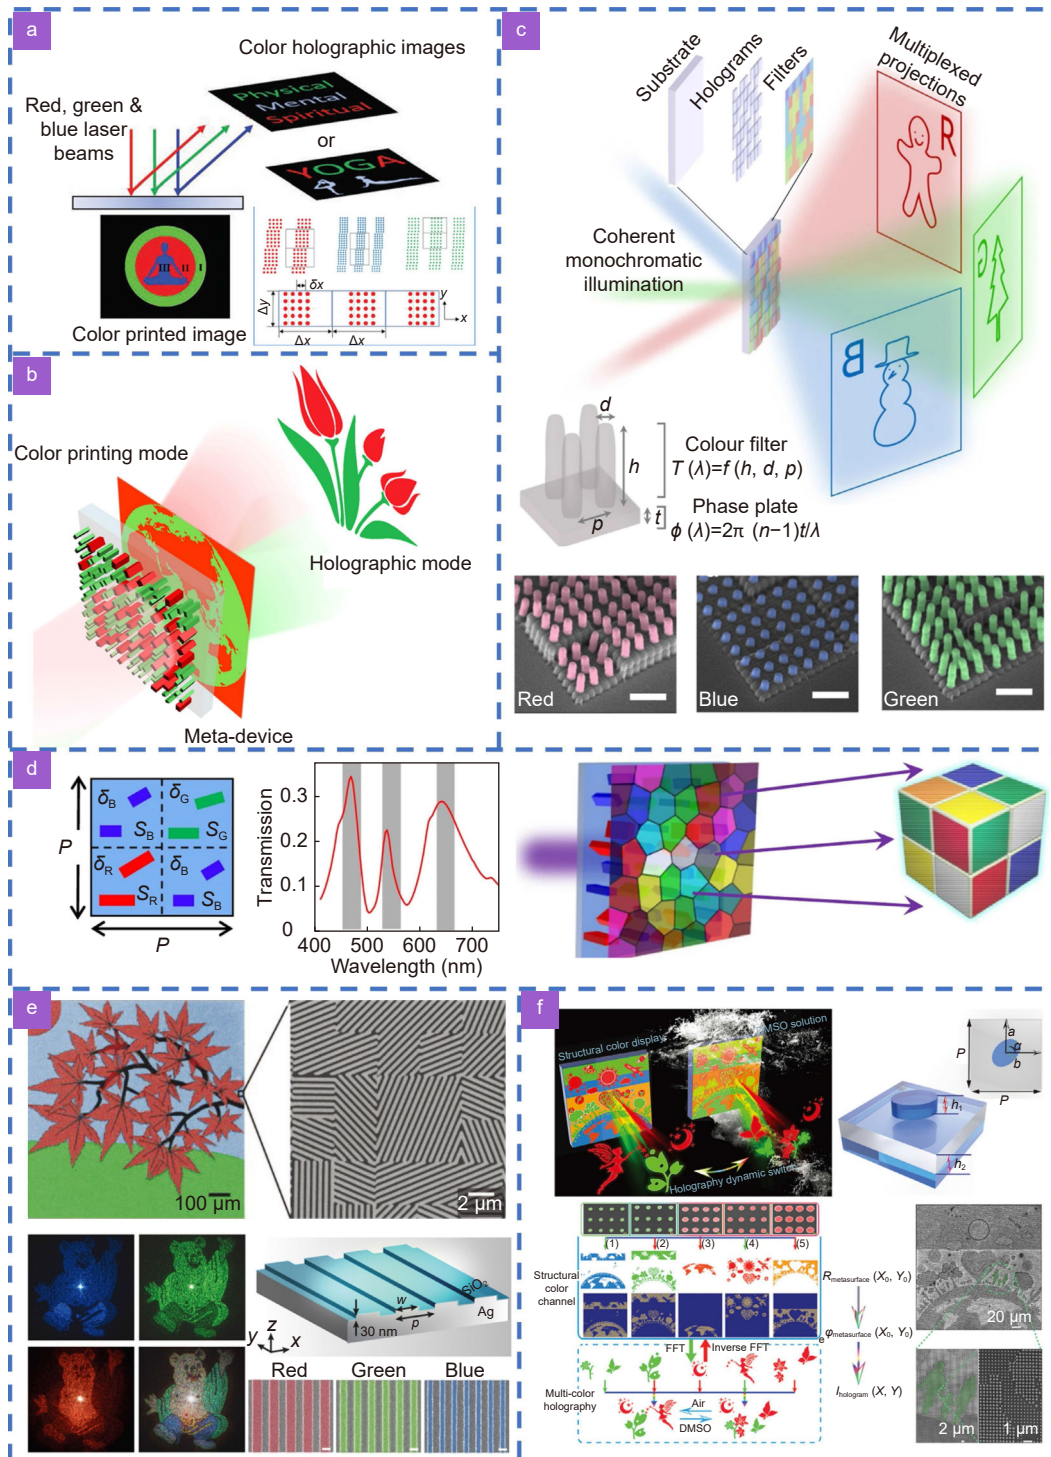 a
Color holographic images
Red, green &
blue laser
beams
Physical
Mental
Spiritual
or
YOGA
III
II
I
Color printed image
δx
Δy
y
x
Δx
Δx
b
Color printing mode
Holographic mode
Meta-device
c
Substrate
Holograms
Filters
Multiplexed
projections
R
G
B
Coherent
monochromatic
illumination
d
h
p
t
Colour filter
T (λ)=f (h, d, p)
Phase plate
ϕ (λ)=2π (n−1)t/λ
Red
Blue
Green
d
P
δB
δG
SB
SG
δR
δB
SR
SB
P
Transmission
0.3
0.2
0.1
0
400
500
600
700
Wavelength (nm)
e
100 μm
2 μm
SiO2
w
p
Ag
30 nm
z
y
x
Red
Green
Blue
f
Structural color display
DMSO solution
Holography dynamic switch
P
a
α
b
P
h1
h2
(1)
(2)
(3)
(4)
(5)
Structural
color
channel
FFT
Inverse FFT
Multi-color
holography
Air
DMSO
Rmetasurface (X0, Y0)
e
φmetasurface (X0, Y0)
Ihologram (X, Y)
20 μm
2 μm
1 μm